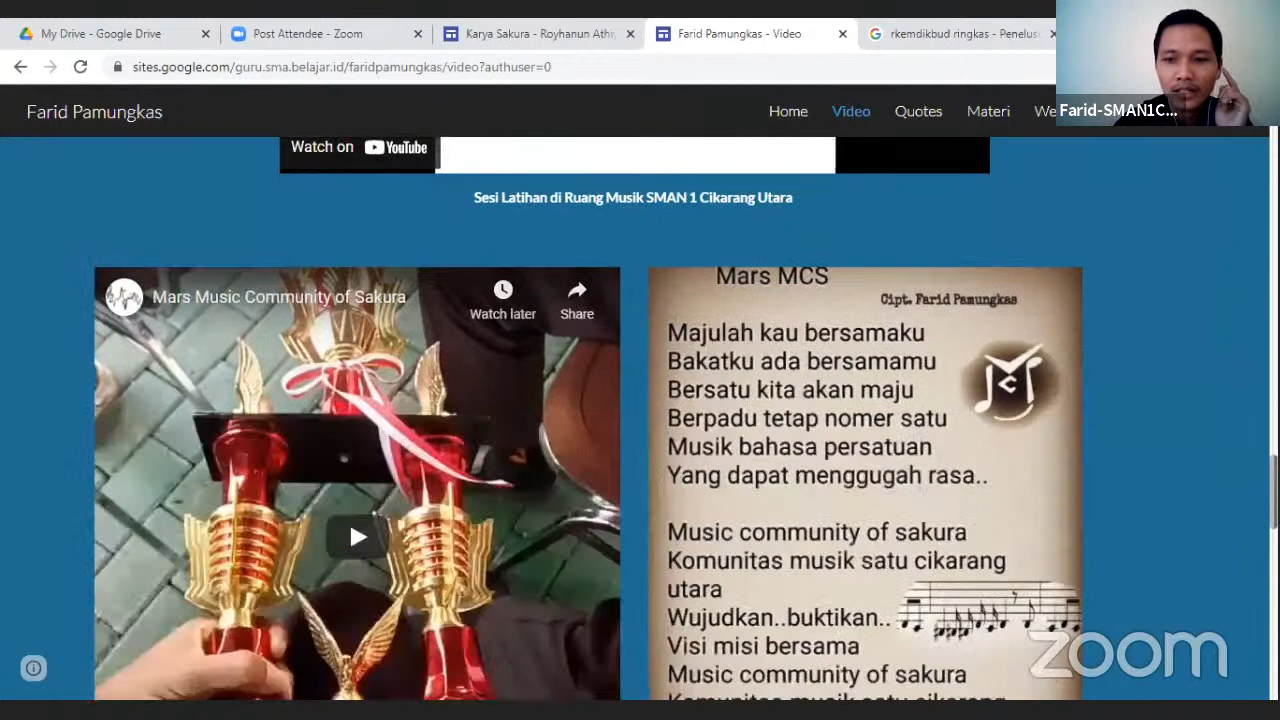 My Drive - Google Drive
Post Attendee - Zoom
Karya Sakura - Royhanun Athiy
Farid Pamungkas - Video
rkemdikbud ringkas - Penelus
sites.google.com/guru.sma.belajar.id/faridpamungkas/video?authuser=0
Farid Pamungkas
Home
Video
Quotes
Materi
We
Farid-SMAN1C...
Watch on YouTube
Sesi Latihan di Ruang Musik SMAN 1 Cikarang Utara
Mars Music Community of Sakura
Watch later
Share
Mars MCS
Cipt. Farid Pamungkas
Majulah kau bersamaku
Bakatku ada bersamamu
Bersatu kita akan maju
Berpadu tetap nomer satu
Musik bahasa persatuan
Yang dapat menggugah rasa..
Music community of sakura
Komunitas musik satu cikarang
utara
Wujudkan..buktikan..
Visi misi bersama
Music community of sakura
Komunitas musik satu cikarang
zoom